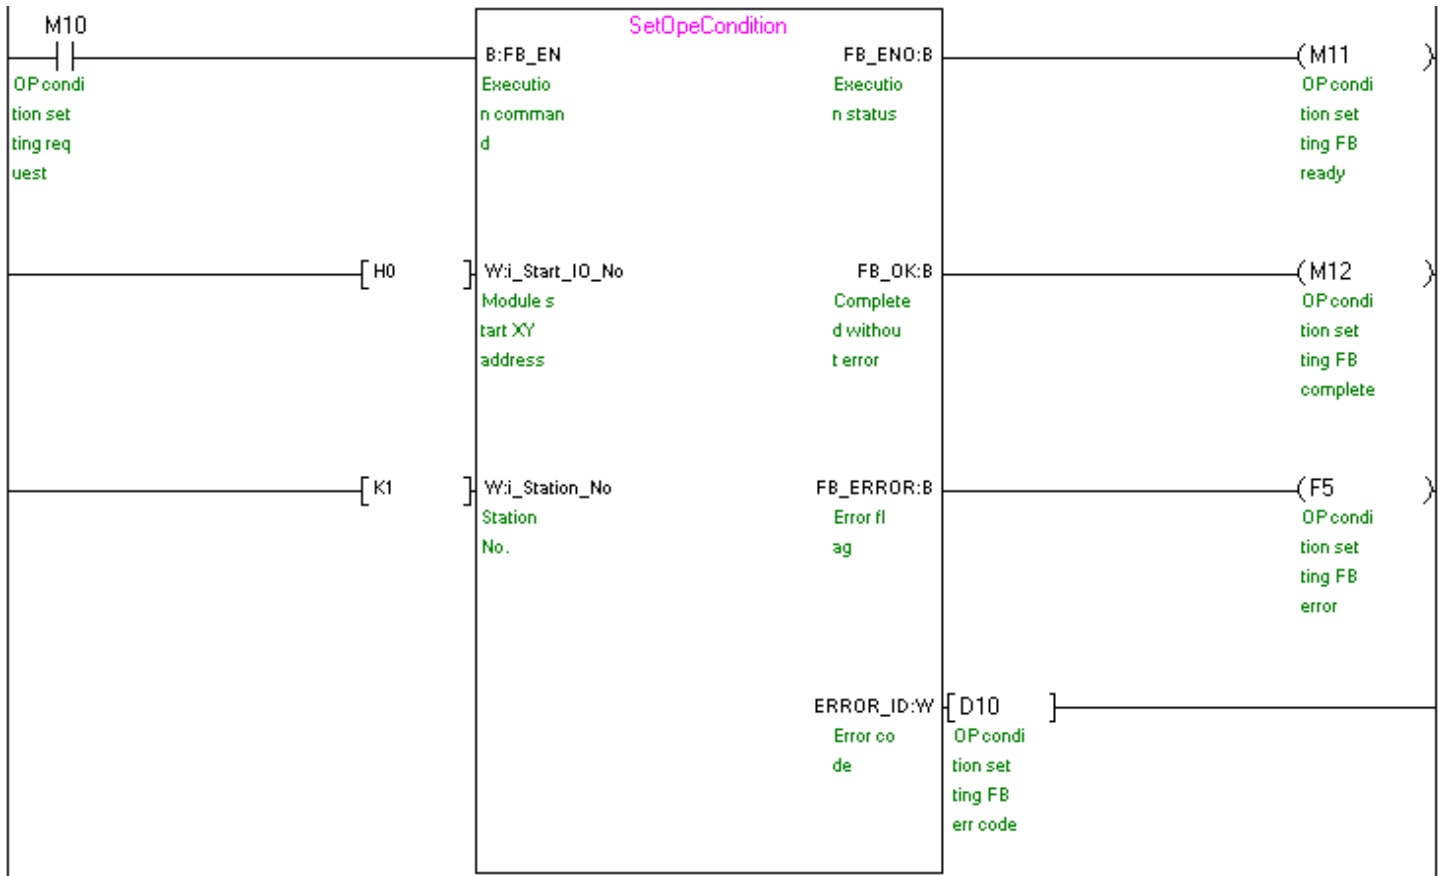 M10
SetOpeCondition
B:FB_EN
FB_ENO:B
(M11 )
OP condi
tion set
ting req
uest
Executio
n comman
d
Executio
n status
OP condi
tion set
ting FB
ready
[ H0 ]
W:i_Start_IO_No
FB_OK:B
(M12 )
Module s
tart XY
address
Complete
d withou
t error
OP condi
tion set
ting FB
complete
[ K1 ]
W:i_Station_No
FB_ERROR:B
(F5 )
Station
No.
Error fl
ag
OP condi
tion set
ting FB
error
ERROR_ID:W
[ D10 ]
Error co
de
OP condi
tion set
ting FB
err code